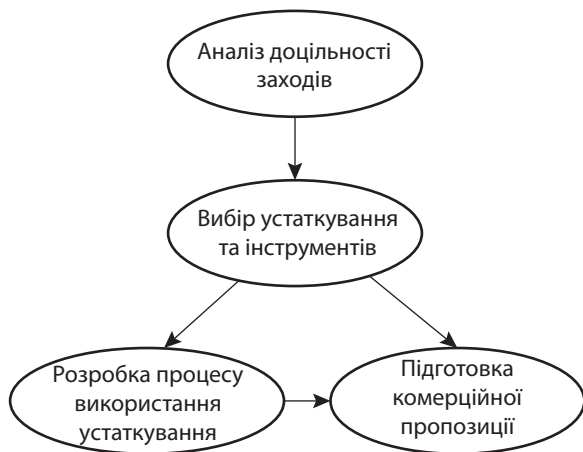 Аналіз доцільності
заходів
Вибір устаткування
та інструментів
Розробка процесу
використання
устаткування
Підготовка
комерційної
пропозиції